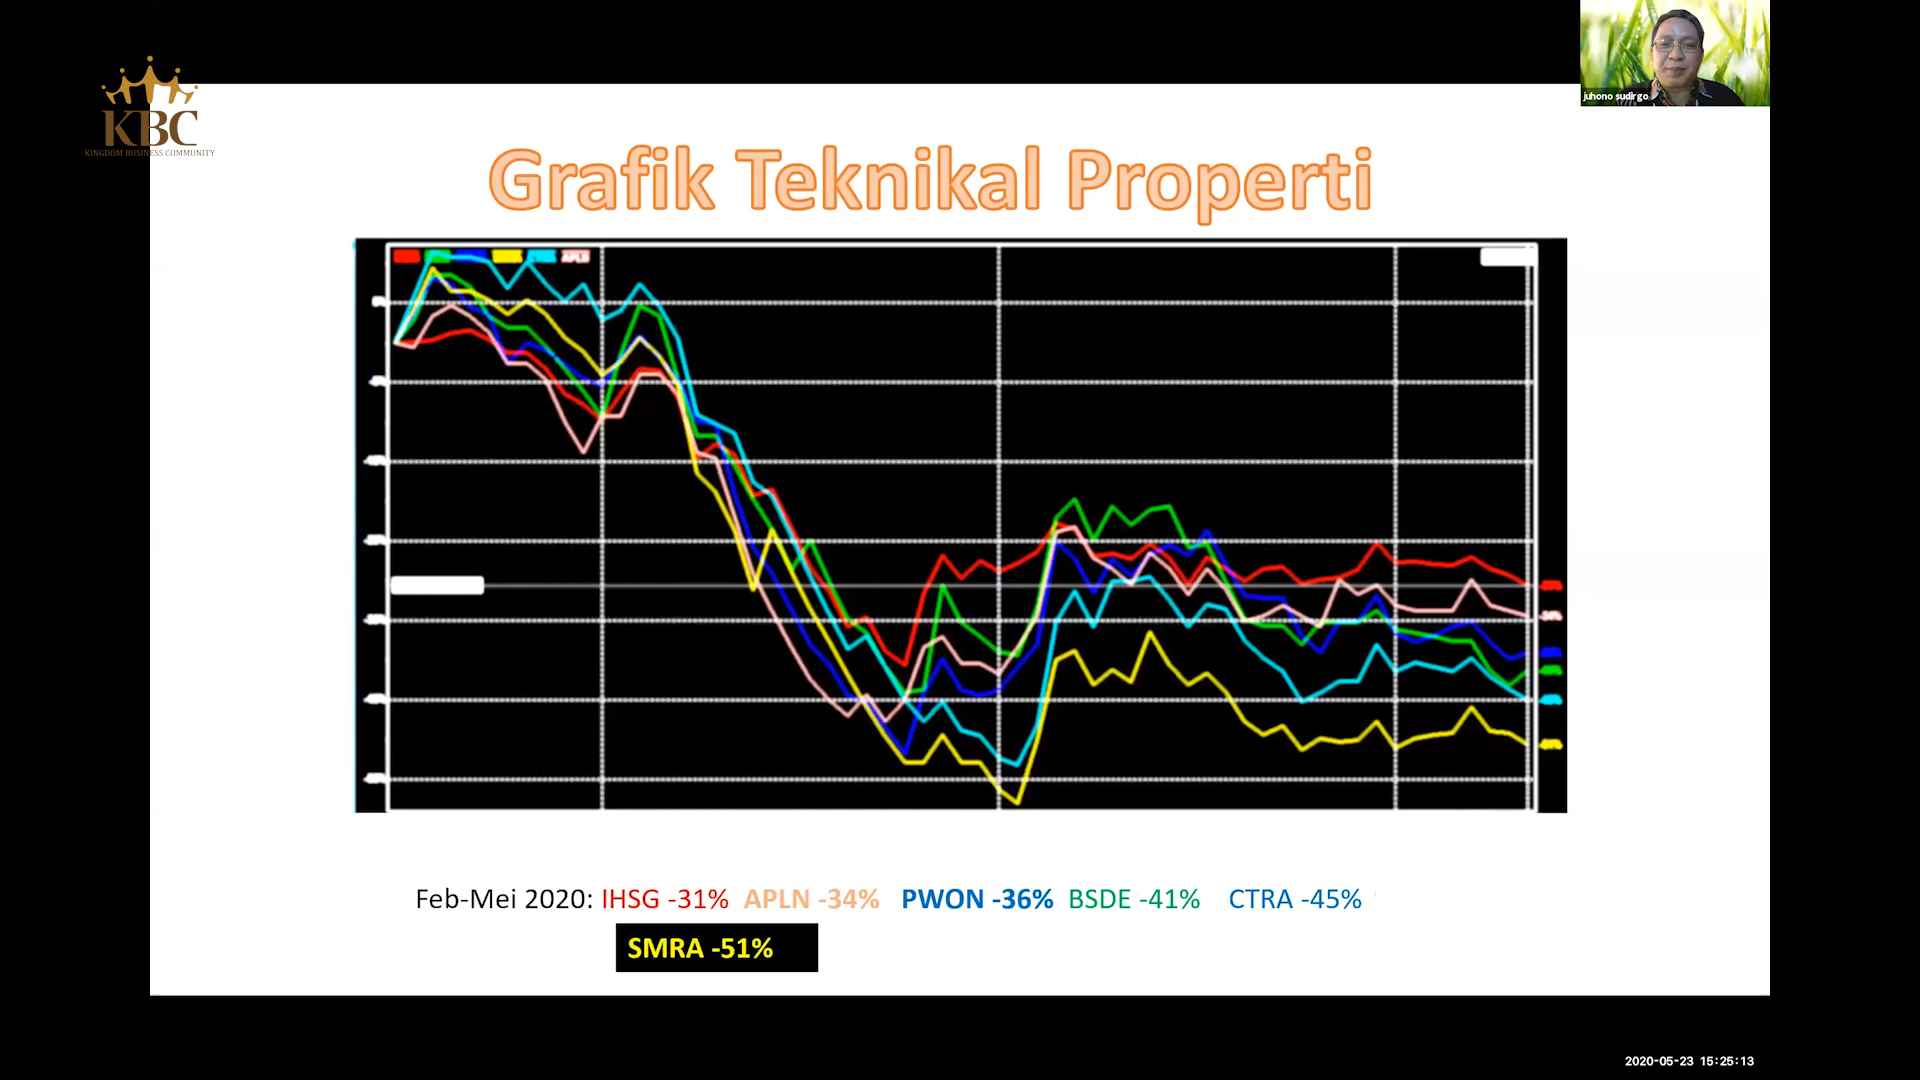 juhono sudirgo
KBC
KINGDOM BUSINESS COMMUNITY
Grafik Teknikal Properti
APLN
Feb-Mei 2020: IHSG -31% APLN -34% PWON -36% BSDE -41% CTRA -45%
SMRA -51%
2020-05-23 15:25:13